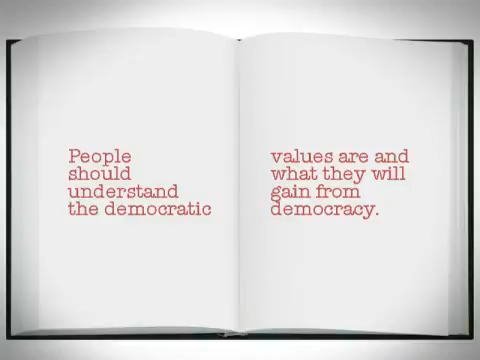 People
should
understand
the democratic
values are and
what they will
gain from
democracy.